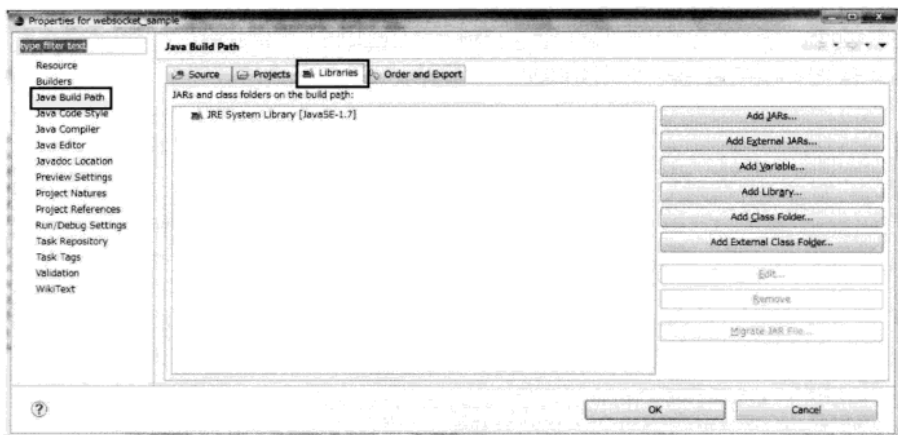 Properties for websocket_sample
type filter text
Resource
Builders
Java Build Path
Java Code Style
Java Compiler
Java Editor
Javadoc Location
Preview Settings
Project Natures
Project References
Run/Debug Settings
Task Repository
Task Tags
Validation
WikiText
Java Build Path
Source Projects Libraries Order and Export
JARs and class folders on the build path:
JRE System Library [JavaSE-1.7]
Add JARs...
Add External JARs...
Add Variable...
Add Library...
Add Class Folder...
Add External Class Folder...
Edit...
Remove
Migrate JAR File...
?
OK Cancel